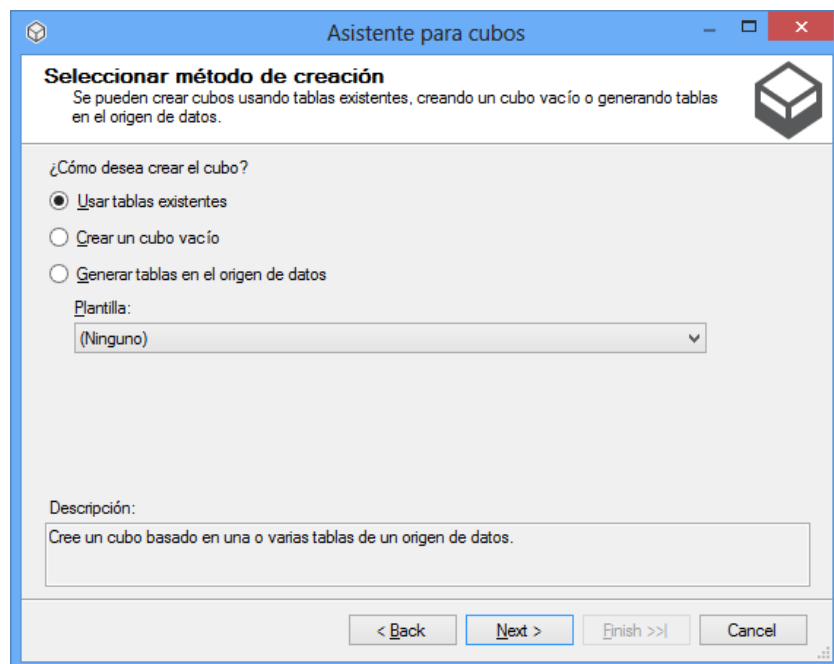 Asistente para cubos
Seleccionar método de creación
Se pueden crear cubos usando tablas existentes, creando un cubo vacío o generando tablas
en el origen de datos.
¿Cómo desea crear el cubo?
Usar tablas existentes
Crear un cubo vacío
Generar tablas en el origen de datos
Plantilla:
(Ninguno)
Descripción:
Cree un cubo basado en una o varias tablas de un origen de datos.
< Back Next > Finish >>| Cancel